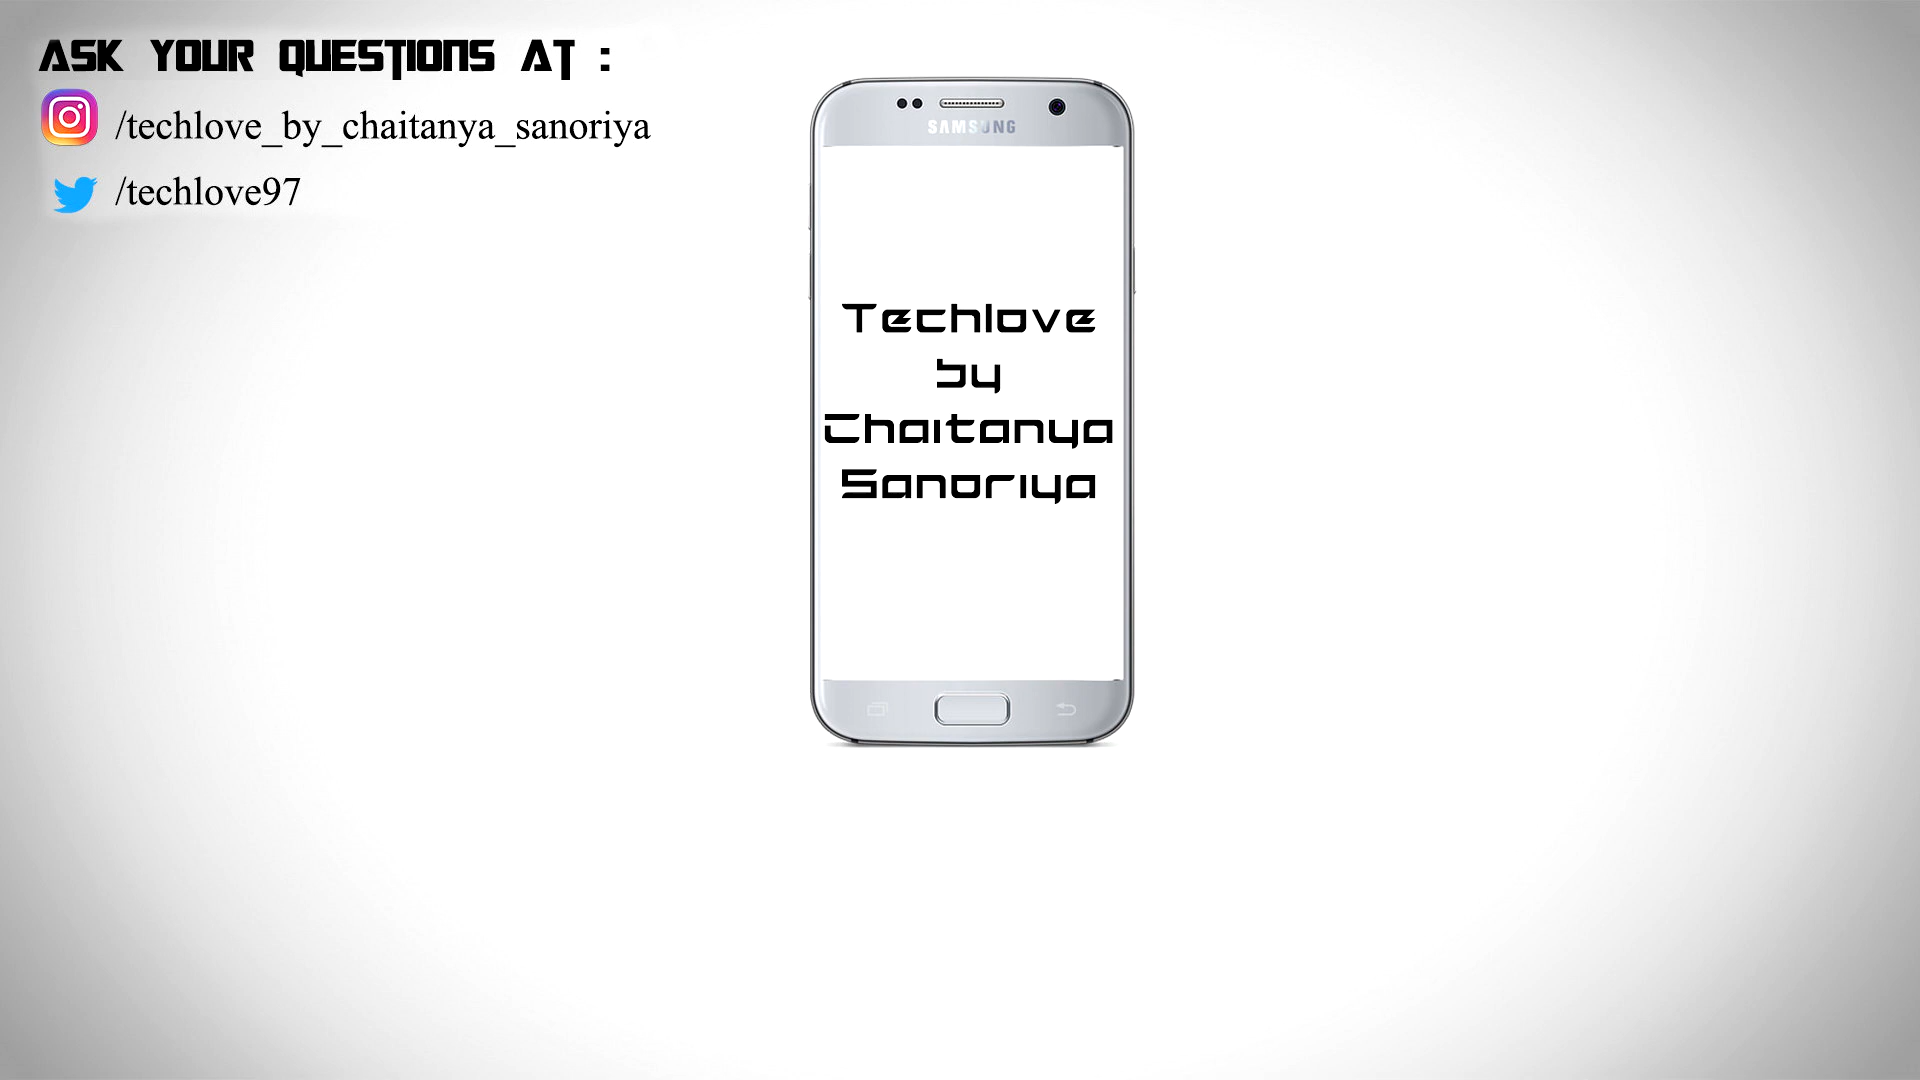 ASK YOUR QUESTIONS AT :
/techlove_by_chaitanya_sanoriya
/techlove97
SAMSUNG
Techlove
by
Chaitanya
Sanoriya